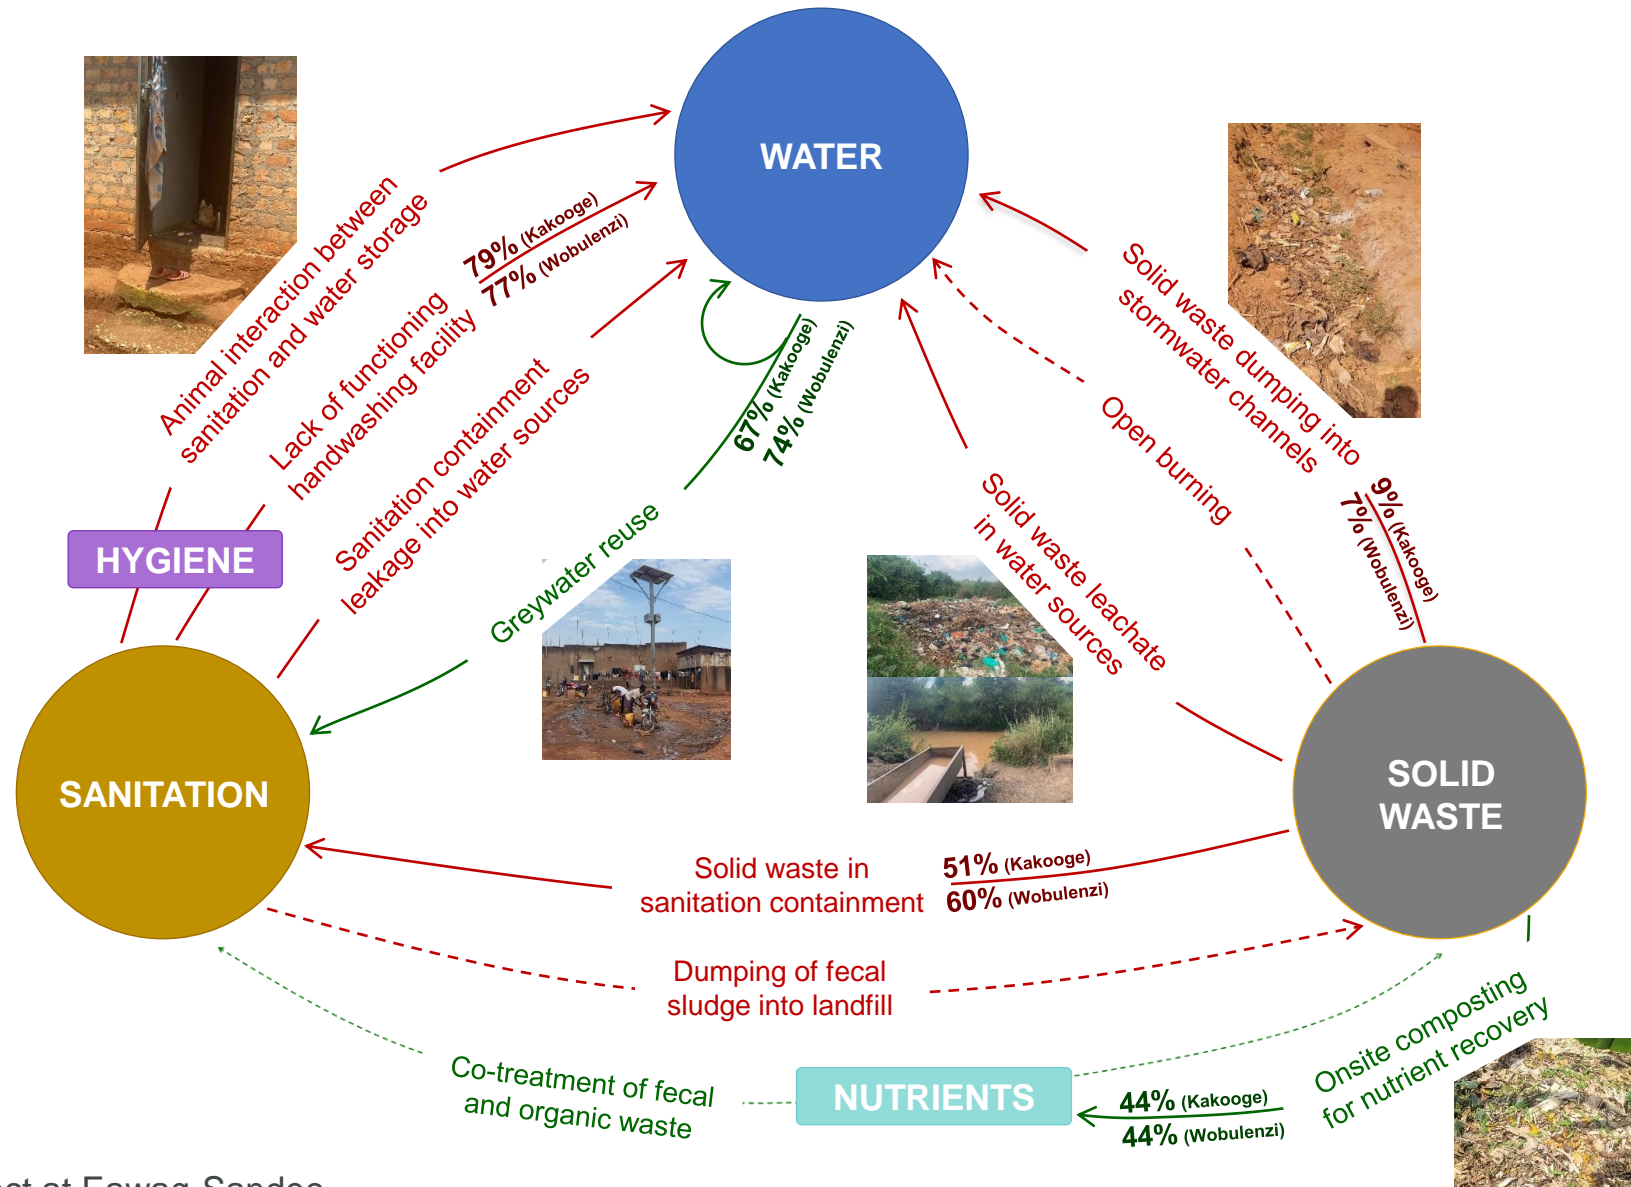 WATER
Animal interaction between
sanitation and water storage
Lack of functioning
handwashing facility
79% (Kakooge)
77% (Wobulenzi)
Sanitation containment
leakage into water sources
67% (Kakooge)
74% (Wobulenzi)
Greywater reuse
Solid waste dumping into
stormwater channels
9% (Kakooge)
7% (Wobulenzi)
Open burning
Solid waste leachate
in water sources
HYGIENE
SANITATION
SOLID
WASTE
Solid waste in
sanitation containment
51% (Kakooge)
60% (Wobulenzi)
Dumping of fecal
sludge into landfill
Co-treatment of fecal
and organic waste
NUTRIENTS
44% (Kakooge)
44% (Wobulenzi)
Onsite composting
for nutrient recovery